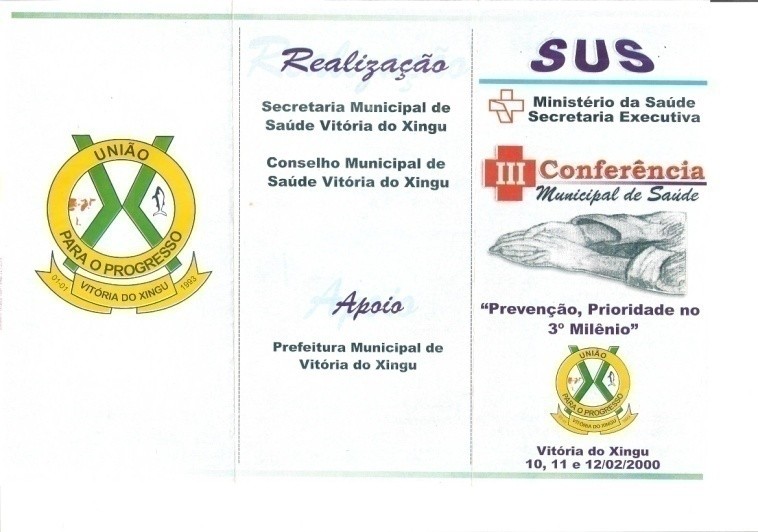 UNIÃO
PARA O PROGRESSO
01-01 VITÓRIA DO XINGU 1993
Realização
Secretaria Municipal de
Saúde Vitória do Xingu
Conselho Municipal de
Saúde Vitória do Xingu
Apoio
Prefeitura Municipal de
Vitória do Xingu
SUS
Ministério da Saúde
Secretaria Executiva
III Conferência
Municipal de Saúde
“Prevenção, Prioridade no
3º Milênio”
UNIÃO
PARA O PROGRESSO
VITÓRIA DO XINGU
Vitória do Xingu
10, 11 e 12/02/2000